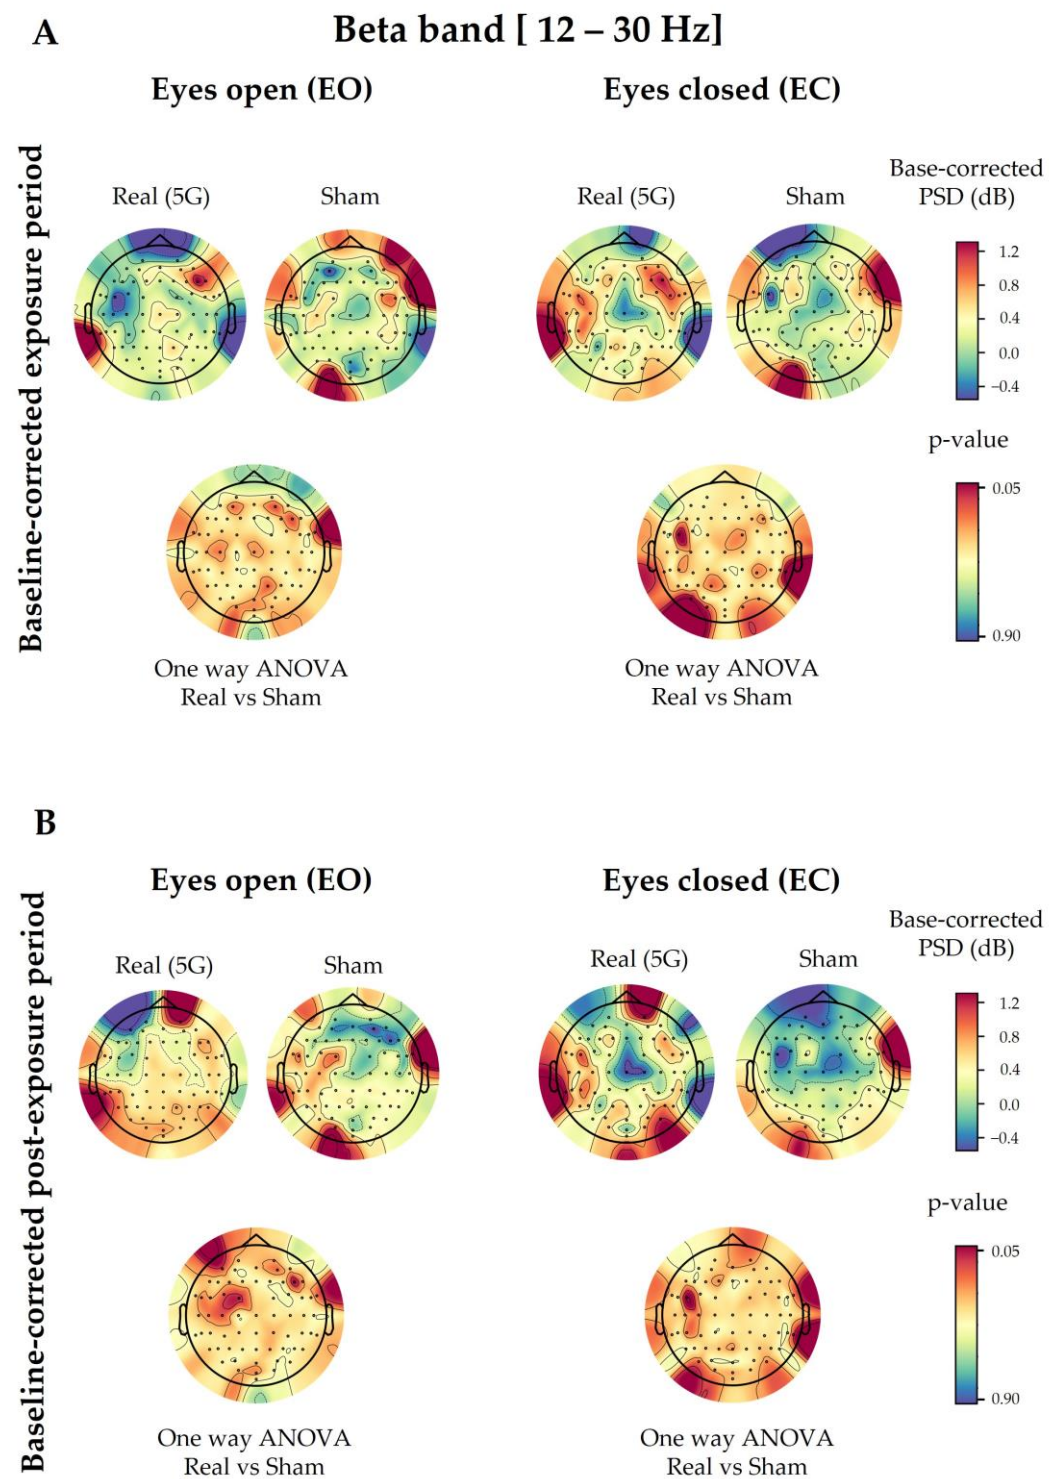 A
Beta band [ 12 – 30 Hz]
Eyes open (EO)
Eyes closed (EC)
Baseline-corrected exposure period
Real (5G)
Sham
Real (5G)
Sham
Base-corrected
PSD (dB)
1.2
0.8
0.4
0.0
−0.4
p-value
0.05
0.90
One way ANOVA
Real vs Sham
One way ANOVA
Real vs Sham
B
Eyes open (EO)
Eyes closed (EC)
Baseline-corrected post-exposure period
Real (5G)
Sham
Real (5G)
Sham
Base-corrected
PSD (dB)
1.2
0.8
0.4
0.0
−0.4
p-value
0.05
0.90
One way ANOVA
Real vs Sham
One way ANOVA
Real vs Sham